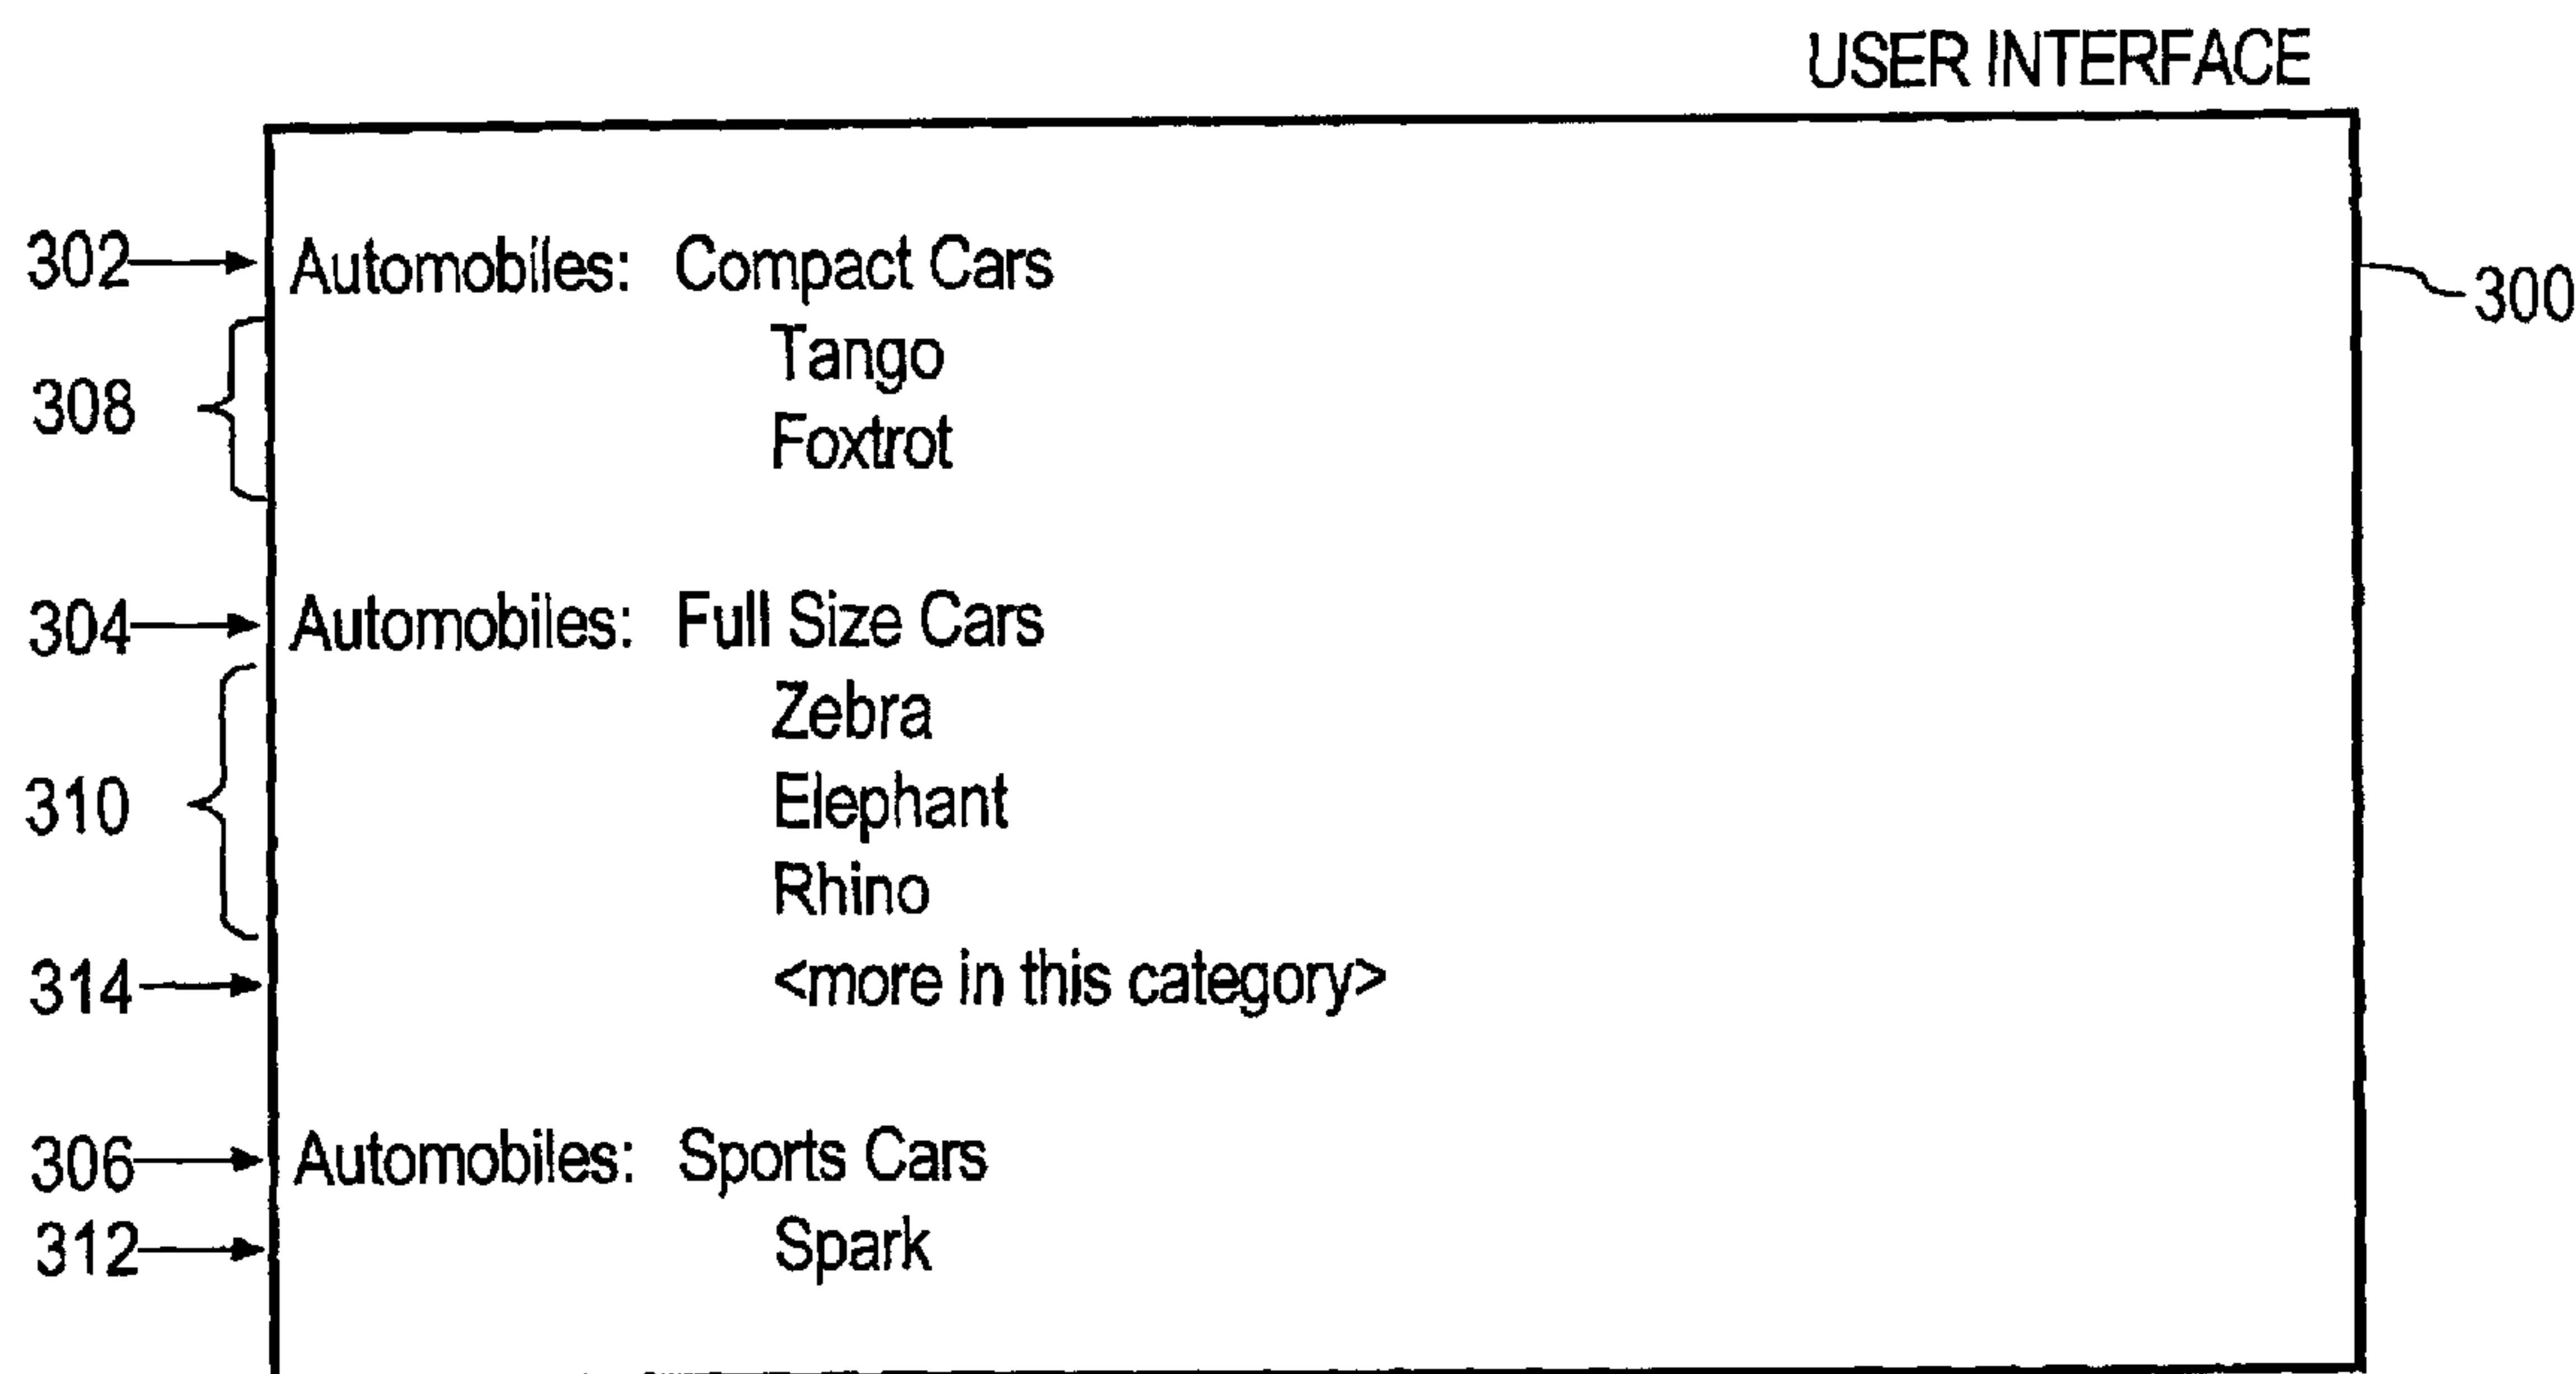 USER INTERFACE
302 Automobiles: Compact Cars
300
Tango
308
Foxtrot
304 Automobiles: Full Size Cars
Zebra
310 Elephant
Rhino
314 <more in this category>
306 Automobiles: Sports Cars
312 Spark